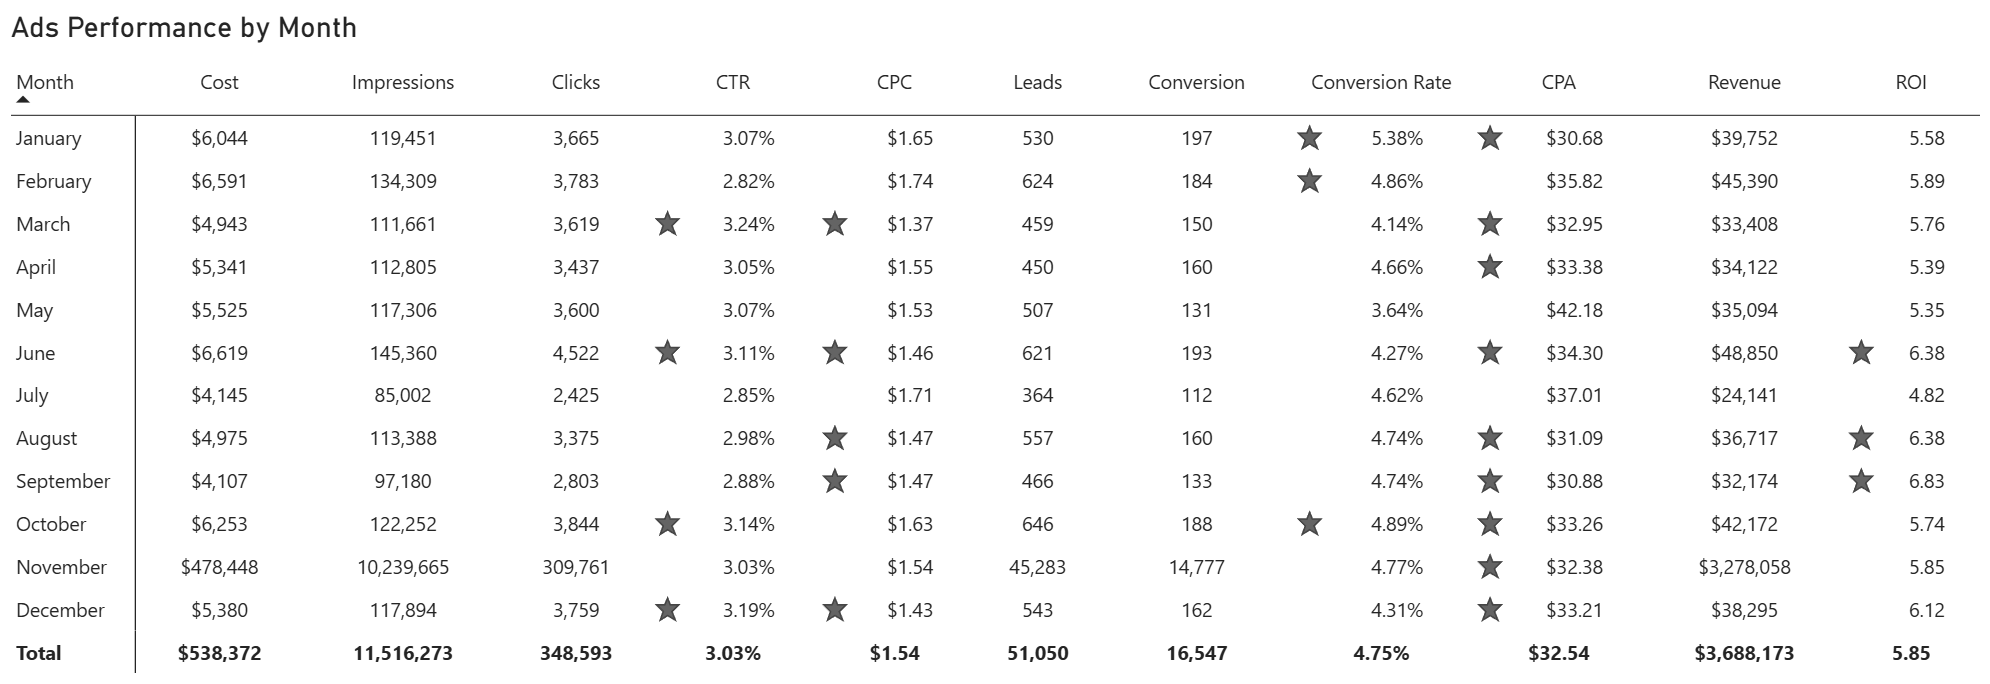 Ads Performance by Month
Month Cost Impressions Clicks CTR CPC Leads Conversion Conversion Rate CPA Revenue ROI
January $6,044 119,451 3,665 3.07% $1.65 530 197 5.38% $30.68 $39,752 5.58
February $6,591 134,309 3,783 2.82% $1.74 624 184 4.86% $35.82 $45,390 5.89
March $4,943 111,661 3,619 3.24% $1.37 459 150 4.14% $32.95 $33,408 5.76
April $5,341 112,805 3,437 3.05% $1.55 450 160 4.66% $33.38 $34,122 5.39
May $5,525 117,306 3,600 3.07% $1.53 507 131 3.64% $42.18 $35,094 5.35
June $6,619 145,360 4,522 3.11% $1.46 621 193 4.27% $34.30 $48,850 6.38
July $4,145 85,002 2,425 2.85% $1.71 364 112 4.62% $37.01 $24,141 4.82
August $4,975 113,388 3,375 2.98% $1.47 557 160 4.74% $31.09 $36,717 6.38
September $4,107 97,180 2,803 2.88% $1.47 466 133 4.74% $30.88 $32,174 6.83
October $6,253 122,252 3,844 3.14% $1.63 646 188 4.89% $33.26 $42,172 5.74
November $478,448 10,239,665 309,761 3.03% $1.54 45,283 14,777 4.77% $32.38 $3,278,058 5.85
December $5,380 117,894 3,759 3.19% $1.43 543 162 4.31% $33.21 $38,295 6.12
Total $538,372 11,516,273 348,593 3.03% $1.54 51,050 16,547 4.75% $32.54 $3,688,173 5.85